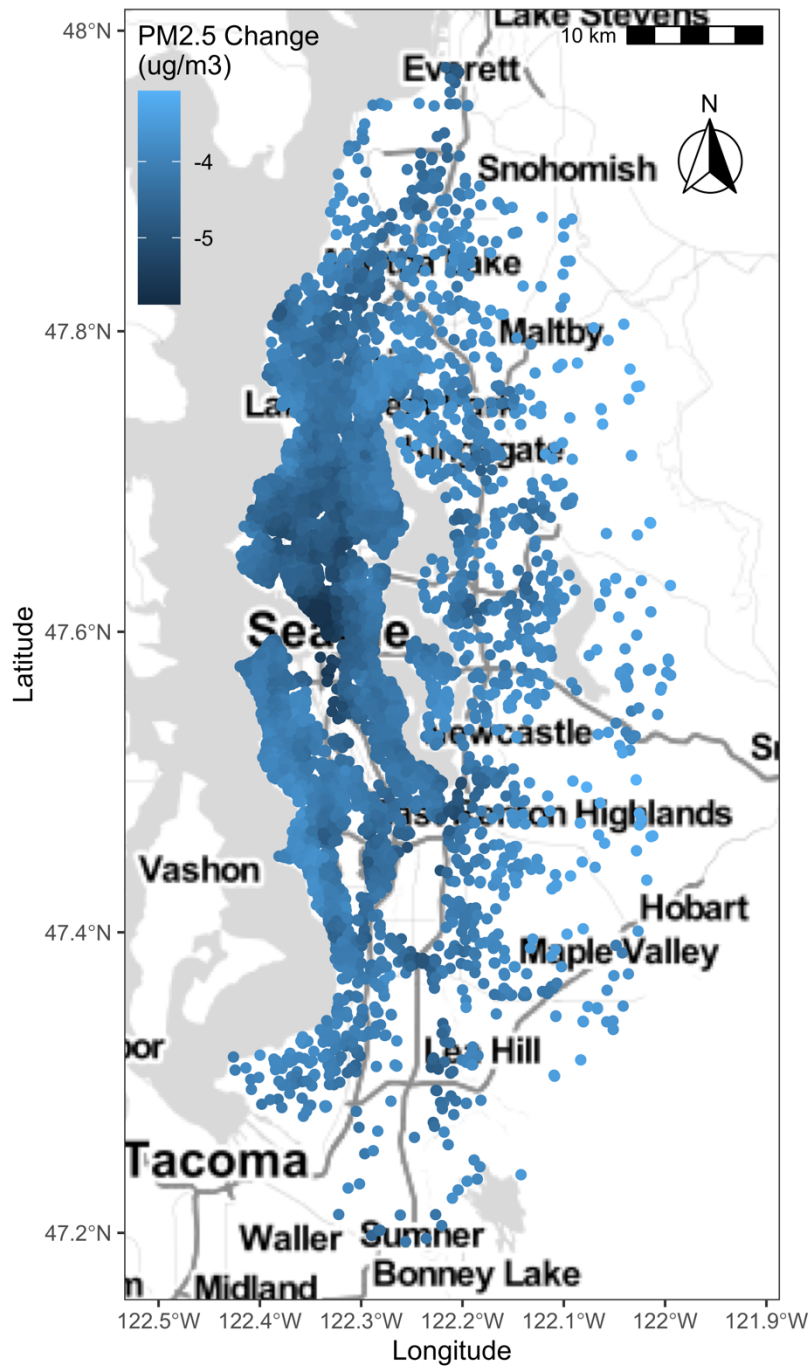 Lake Stevens
48°N
PM2.5 Change
(ug/m3)
10 km
Everett
N
-4
Snohomish
-5
Lake
47.8°N
Maltby
Latitude
47.6°N
Newcastle
Highlands
Vashon
Hobart
47.4°N
Maple Valley
Hill
Tacoma
47.2°N
Waller
Sumner
Bonney Lake
Midland
122.5°W
122.4°W
122.3°W
122.2°W
122.1°W
122°W
121.9°W
Longitude